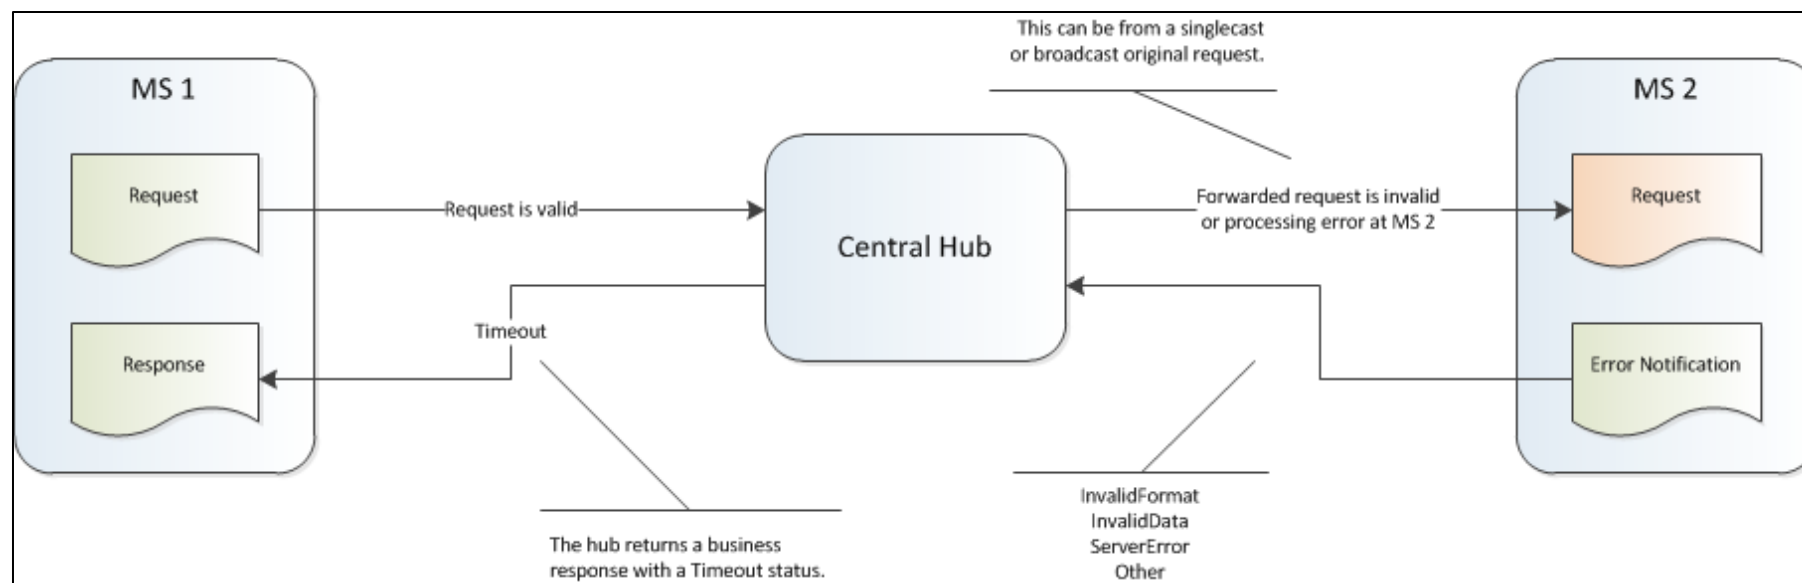 This can be from a singlecast
or broadcast original request.
MS 1
MS 2
Request
Request is valid
Central Hub
Forwarded request is invalid
or processing error at MS 2
Request
Timeout
Response
Error Notification
InvalidFormat
InvalidData
ServerError
Other
The hub returns a business
response with a Timeout status.